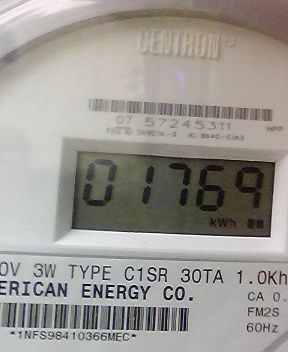 CENTRON®
07 57245311
HPP
01769
kWh
0V 3W TYPE C1SR 30TA 1.0Kh
ERICAN ENERGY CO.
CA 0.
FM2S
60Hz
*1NFS98410366MEC*